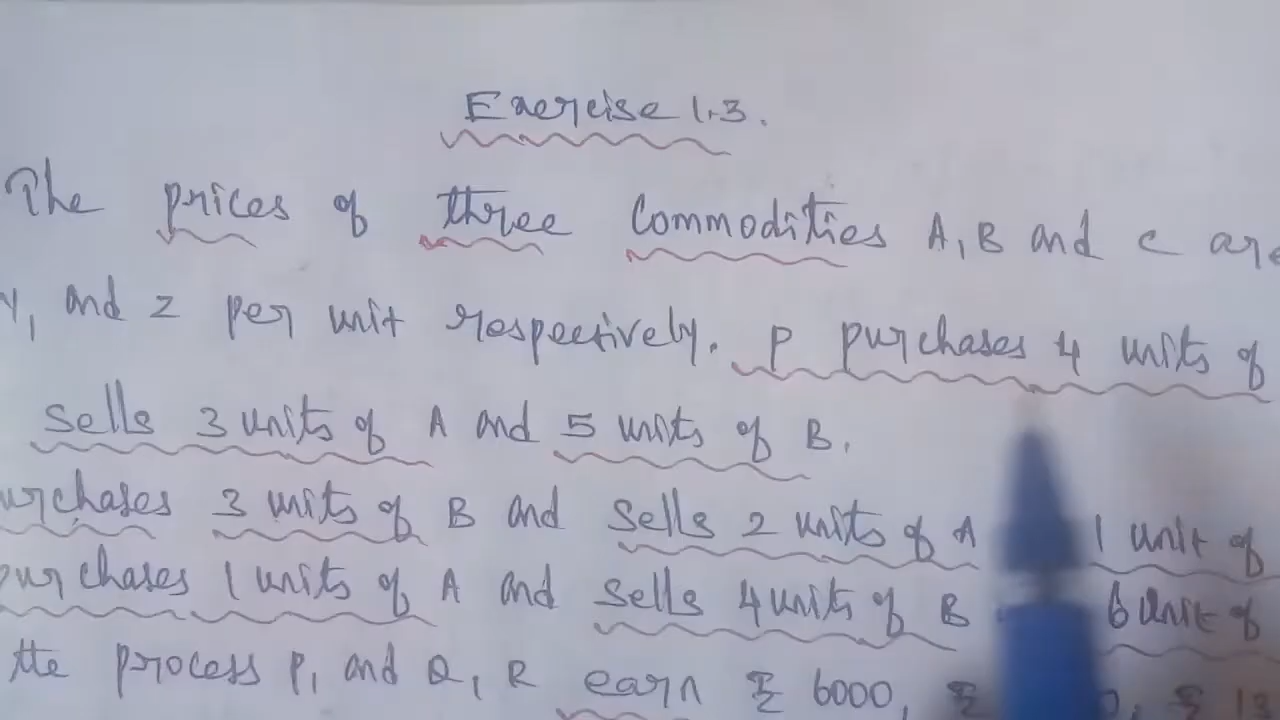 Exercise 1.3.
The prices of three Commodities A, B and C are
Y, and Z per unit respectively. P purchases 4 units of
Sells 3 units of A and 5 units of B.
urchases 3 units of B and Sells 2 units of A 1 unit of
purchases 1 units of A and Sells 4 units of B 6 unit of
the process P, and Q, R earn ₹ 6000, ₹ 0, ₹ 13